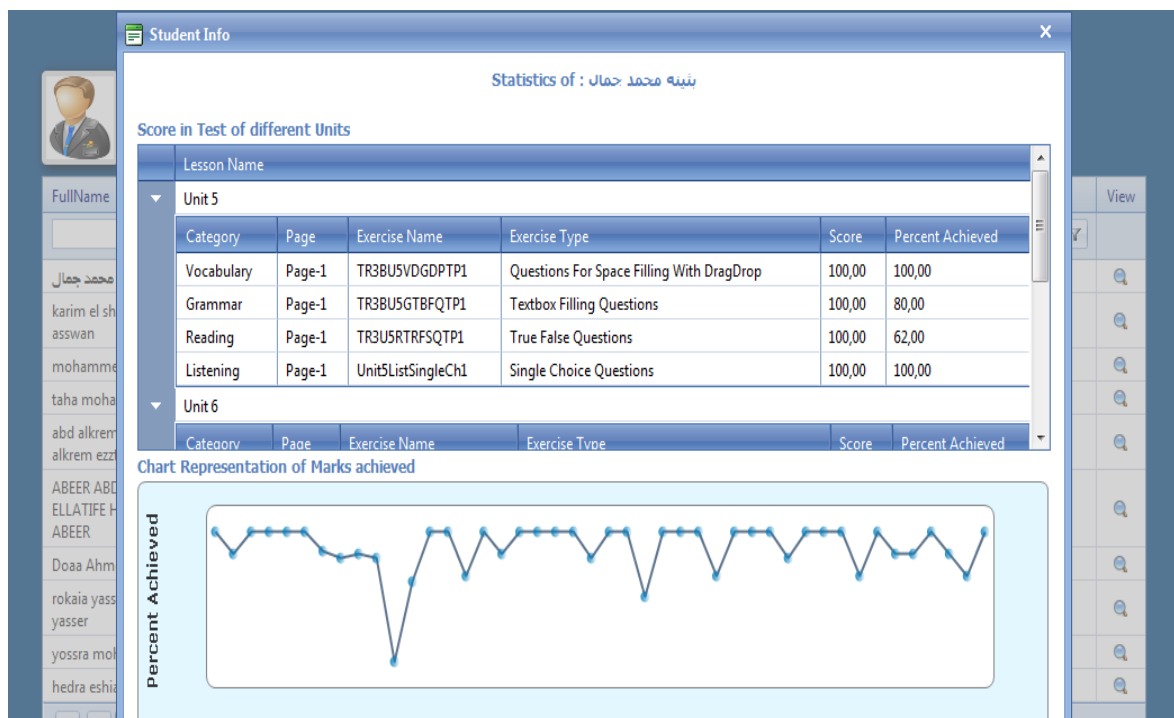 Student Info
Statistics of : بثينه محمد جمال
Score in Test of different Units
Lesson Name
Unit 5
Category Page Exercise Name Exercise Type Score Percent Achieved
Vocabulary Page-1 TR3BU5VDGDPTP1 Questions For Space Filling With DragDrop 100,00 100,00
Grammar Page-1 TR3BU5GTBFQTP1 Textbox Filling Questions 100,00 80,00
Reading Page-1 TR3U5RTRFSQTP1 True False Questions 100,00 62,00
Listening Page-1 Unit5ListSingleCh1 Single Choice Questions 100,00 100,00
Unit 6
Category Page Exercise Name Exercise Type Score Percent Achieved
Chart Representation of Marks achieved
Percent Achieved
FullName View
محمد جمال
karim el sh
asswan
mohamme
taha moha
abd alkrem
alkrem ezzt
ABEER ABD
ELLATIFE H
ABEER
Doaa Ahm
rokaia yass
yasser
yossra moh
hedra eshia